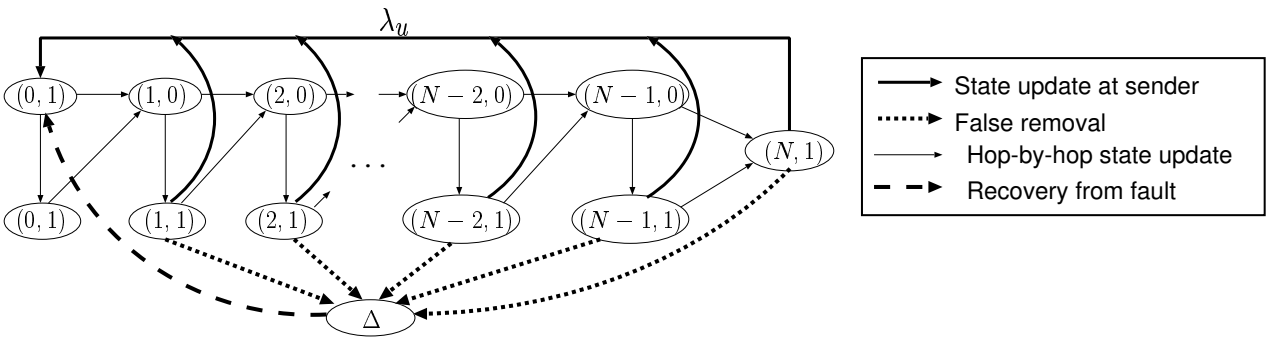 λu
(0, 1) (1, 0) (2, 0) (N − 2, 0) (N − 1, 0)
(N, 1)
. . .
(0, 1) (1, 1) (2, 1) (N − 2, 1) (N − 1, 1)
Δ
State update at sender
False removal
Hop-by-hop state update
Recovery from fault